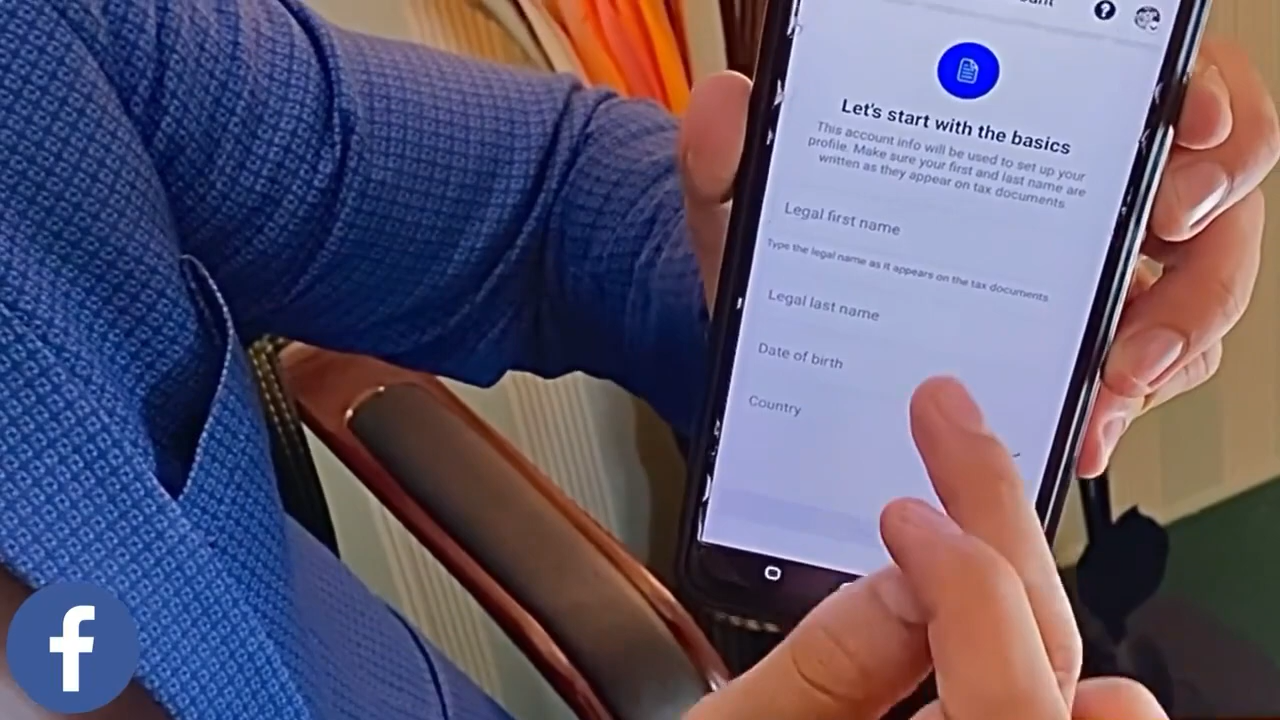 ?
Let's start with the basics
This account info will be used to set up your
profile. Make sure your first and last name are
written as they appear on tax documents
Legal first name
Type the legal name as it appears on the tax documents
Legal last name
Date of birth
Country
f